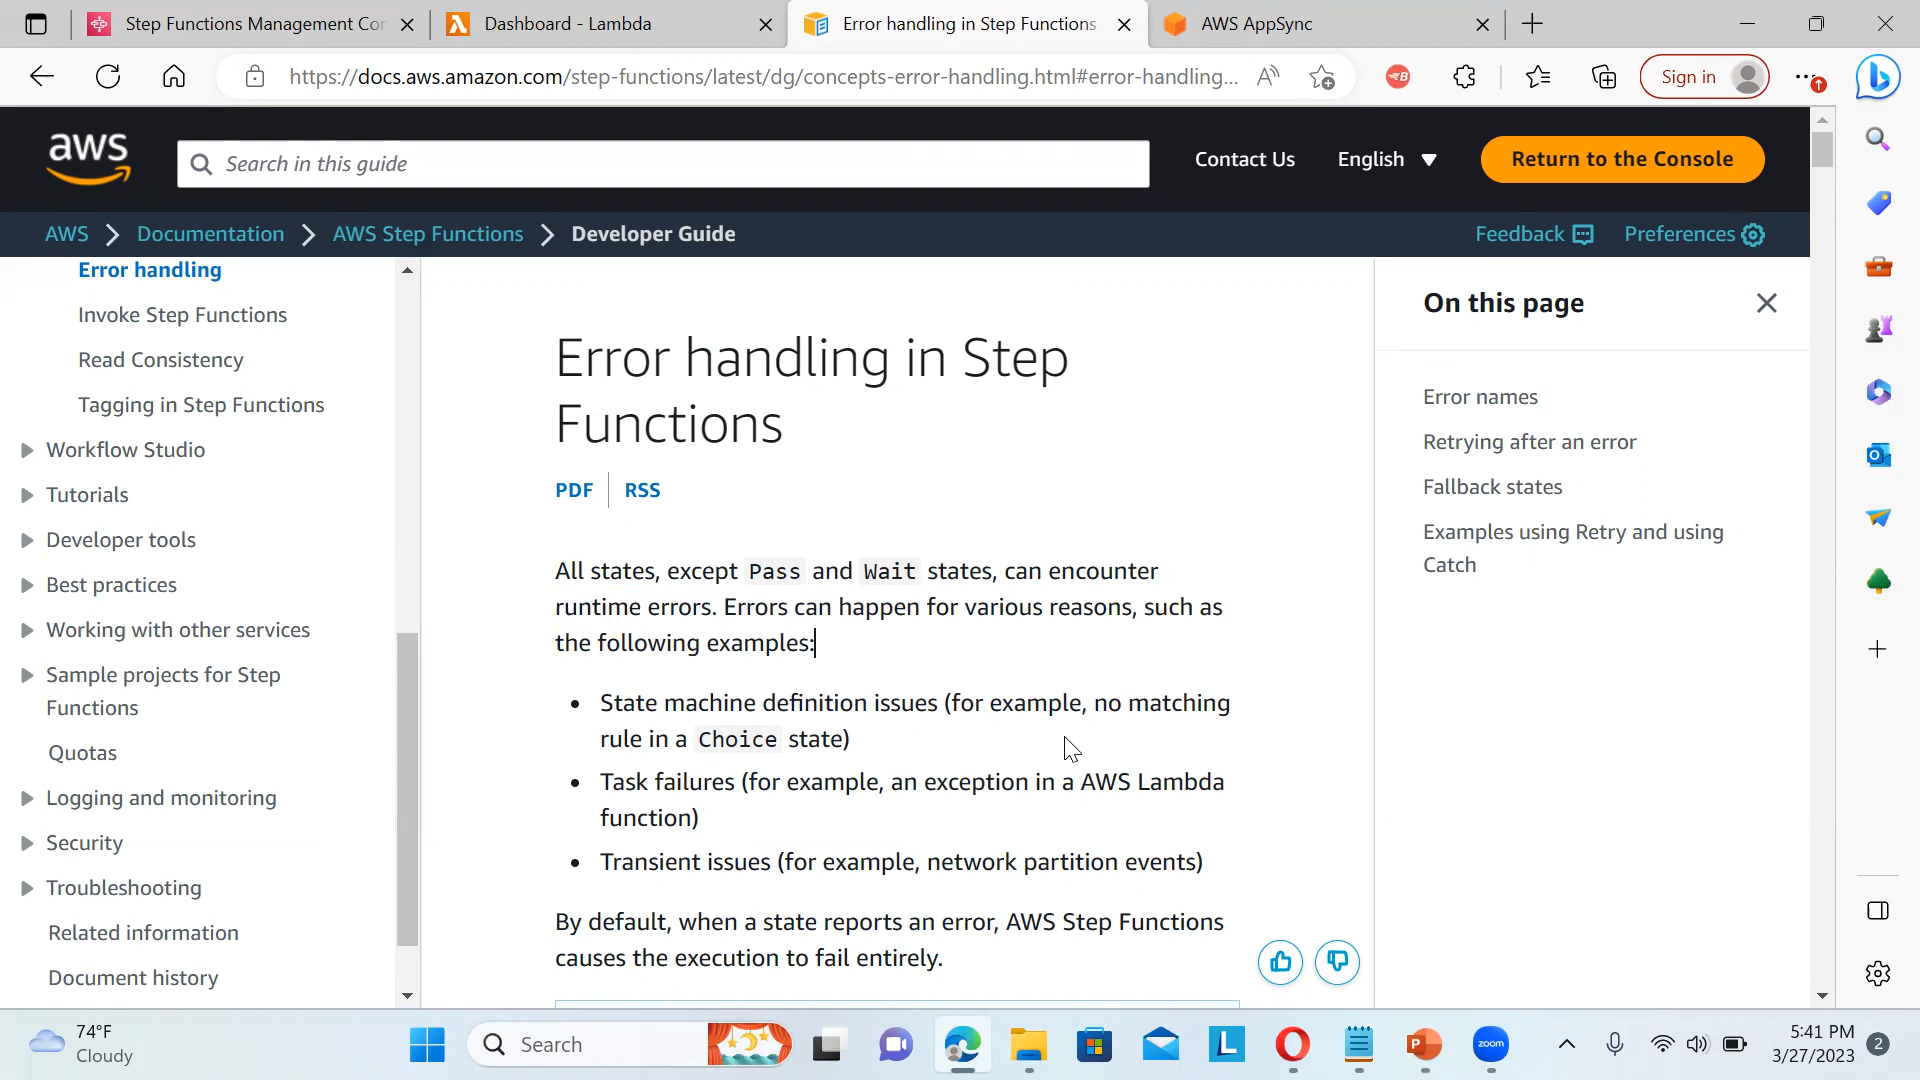 Step Functions Management Con
Dashboard - Lambda
Error handling in Step Functions
AWS AppSync
https://docs.aws.amazon.com/step-functions/latest/dg/concepts-error-handling.html#error-handling...
Sign in
aws
Search in this guide
Contact Us
English
Return to the Console
AWS
Documentation
AWS Step Functions
Developer Guide
Feedback
Preferences
Error handling
Invoke Step Functions
Read Consistency
Tagging in Step Functions
Workflow Studio
Tutorials
Developer tools
Best practices
Working with other services
Sample projects for Step
Functions
Quotas
Logging and monitoring
Security
Troubleshooting
Related information
Document history
Error handling in Step
Functions
PDF
RSS
All states, except Pass and Wait states, can encounter
runtime errors. Errors can happen for various reasons, such as
the following examples:
• State machine definition issues (for example, no matching
rule in a Choice state)
• Task failures (for example, an exception in a AWS Lambda
function)
• Transient issues (for example, network partition events)
By default, when a state reports an error, AWS Step Functions
causes the execution to fail entirely.
On this page
Error names
Retrying after an error
Fallback states
Examples using Retry and using
Catch
74°F
Cloudy
Search
zoom
5:41 PM
3/27/2023
2